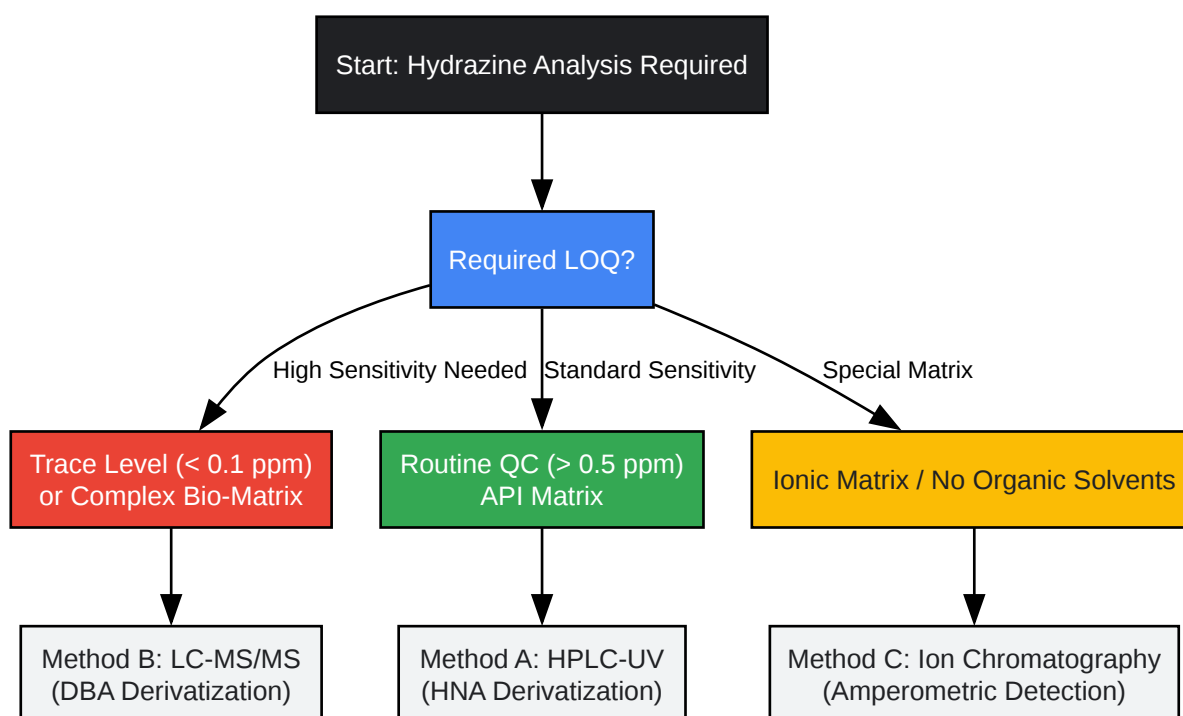 Start: Hydrazine Analysis Required
Required LOQ?
High Sensitivity Needed
Standard Sensitivity
Special Matrix
Trace Level (< 0.1 ppm)
or Complex Bio-Matrix
Routine QC (> 0.5 ppm)
API Matrix
Ionic Matrix / No Organic Solvents
Method B: LC-MS/MS
(DBA Derivatization)
Method A: HPLC-UV
(HNA Derivatization)
Method C: Ion Chromatography
(Amperometric Detection)